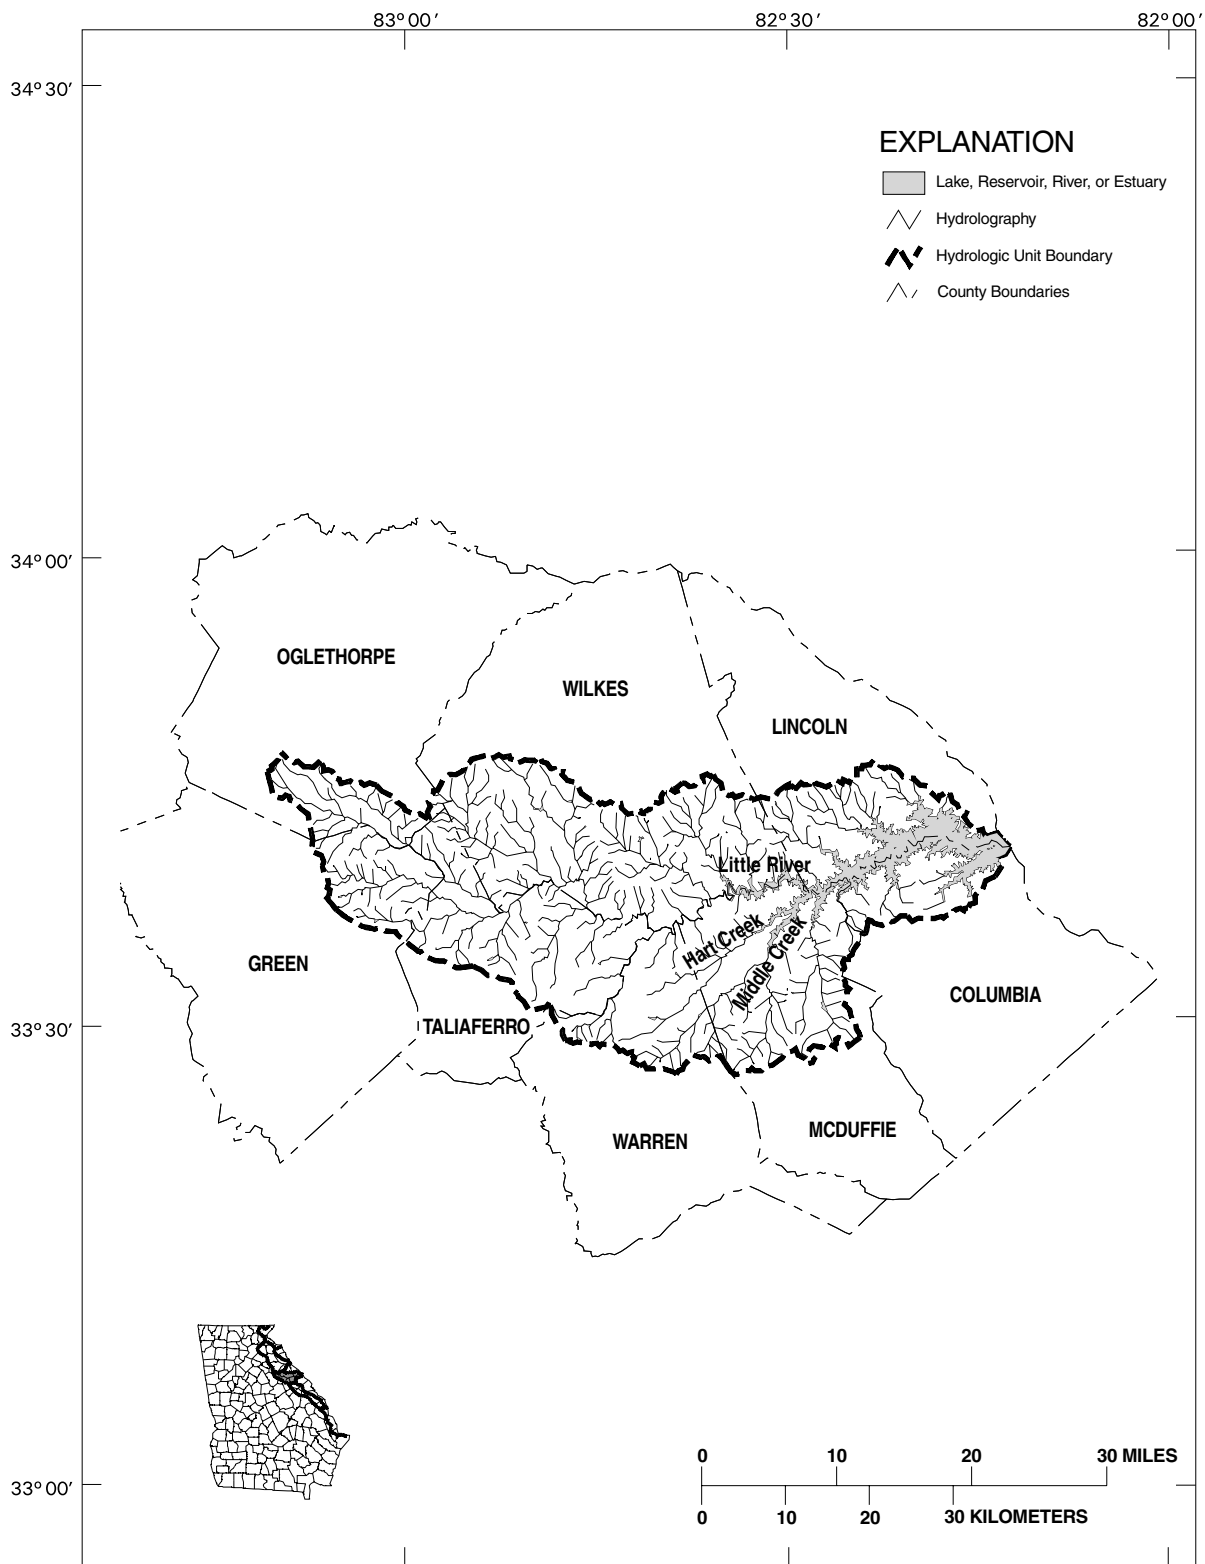 83° 00′ 82° 30′ 82° 00′
34° 30′
EXPLANATION
Lake, Reservoir, River, or Estuary
Hydrolography
Hydrologic Unit Boundary
County Boundaries
34° 00′
OGLETHORPE
WILKES
LINCOLN
Little River
Hart Creek
Middle Creek
GREEN
COLUMBIA
33° 30′
TALIAFERRO
MCDUFFIE
WARREN
0 10 20 30 MILES
33° 00′
0 10 20 30 KILOMETERS